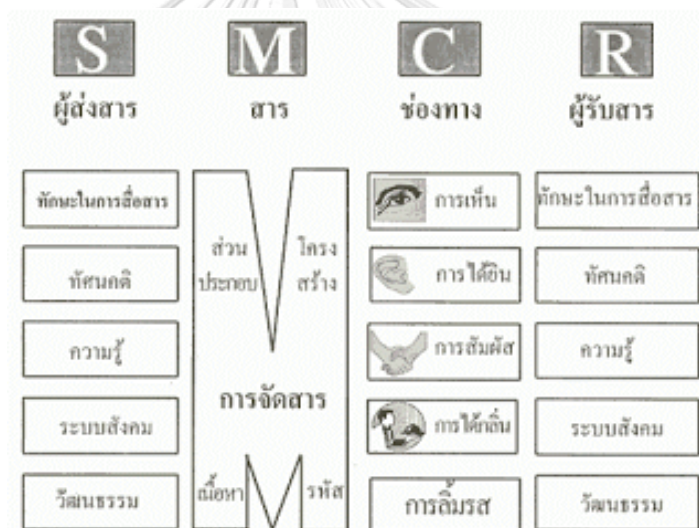 S M C R
ผู้ส่งสาร สาร ช่องทาง ผู้รับสาร
ทักษะในการสื่อสาร
ทัศนคติ
ความรู้
ระบบสังคม
วัฒนธรรม
ส่วน
ประกอบ
โครง
สร้าง
การจัดสาร
เนื้อหา
รหัส
การเห็น
การได้ยิน
การสัมผัส
การได้กลิ่น
การลิ้มรส
ทักษะในการสื่อสาร
ทัศนคติ
ความรู้
ระบบสังคม
วัฒนธรรม